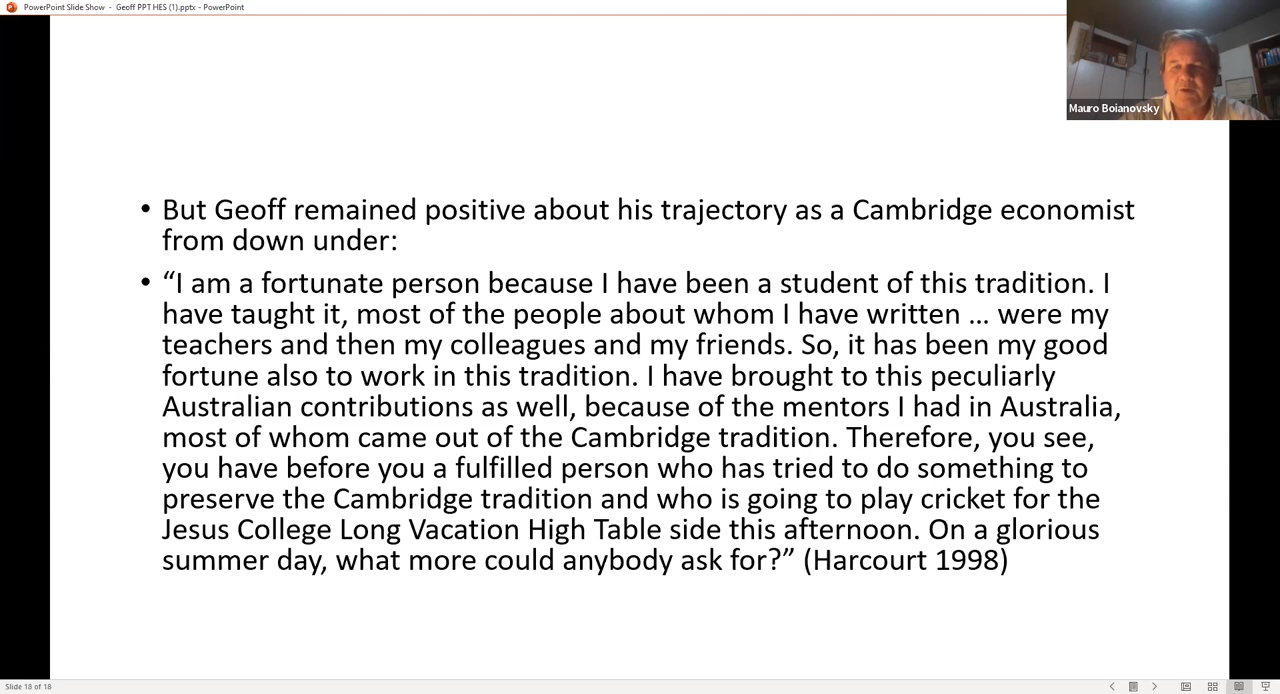 PowerPoint Slide Show - Geoff PPT HES (1).pptx - PowerPoint
Mauro Boianovsky
• But Geoff remained positive about his trajectory as a Cambridge economist
from down under:
• “I am a fortunate person because I have been a student of this tradition. I
have taught it, most of the people about whom I have written … were my
teachers and then my colleagues and my friends. So, it has been my good
fortune also to work in this tradition. I have brought to this peculiarly
Australian contributions as well, because of the mentors I had in Australia,
most of whom came out of the Cambridge tradition. Therefore, you see,
you have before you a fulfilled person who has tried to do something to
preserve the Cambridge tradition and who is going to play cricket for the
Jesus College Long Vacation High Table side this afternoon. On a glorious
summer day, what more could anybody ask for?” (Harcourt 1998)
Slide 18 of 18